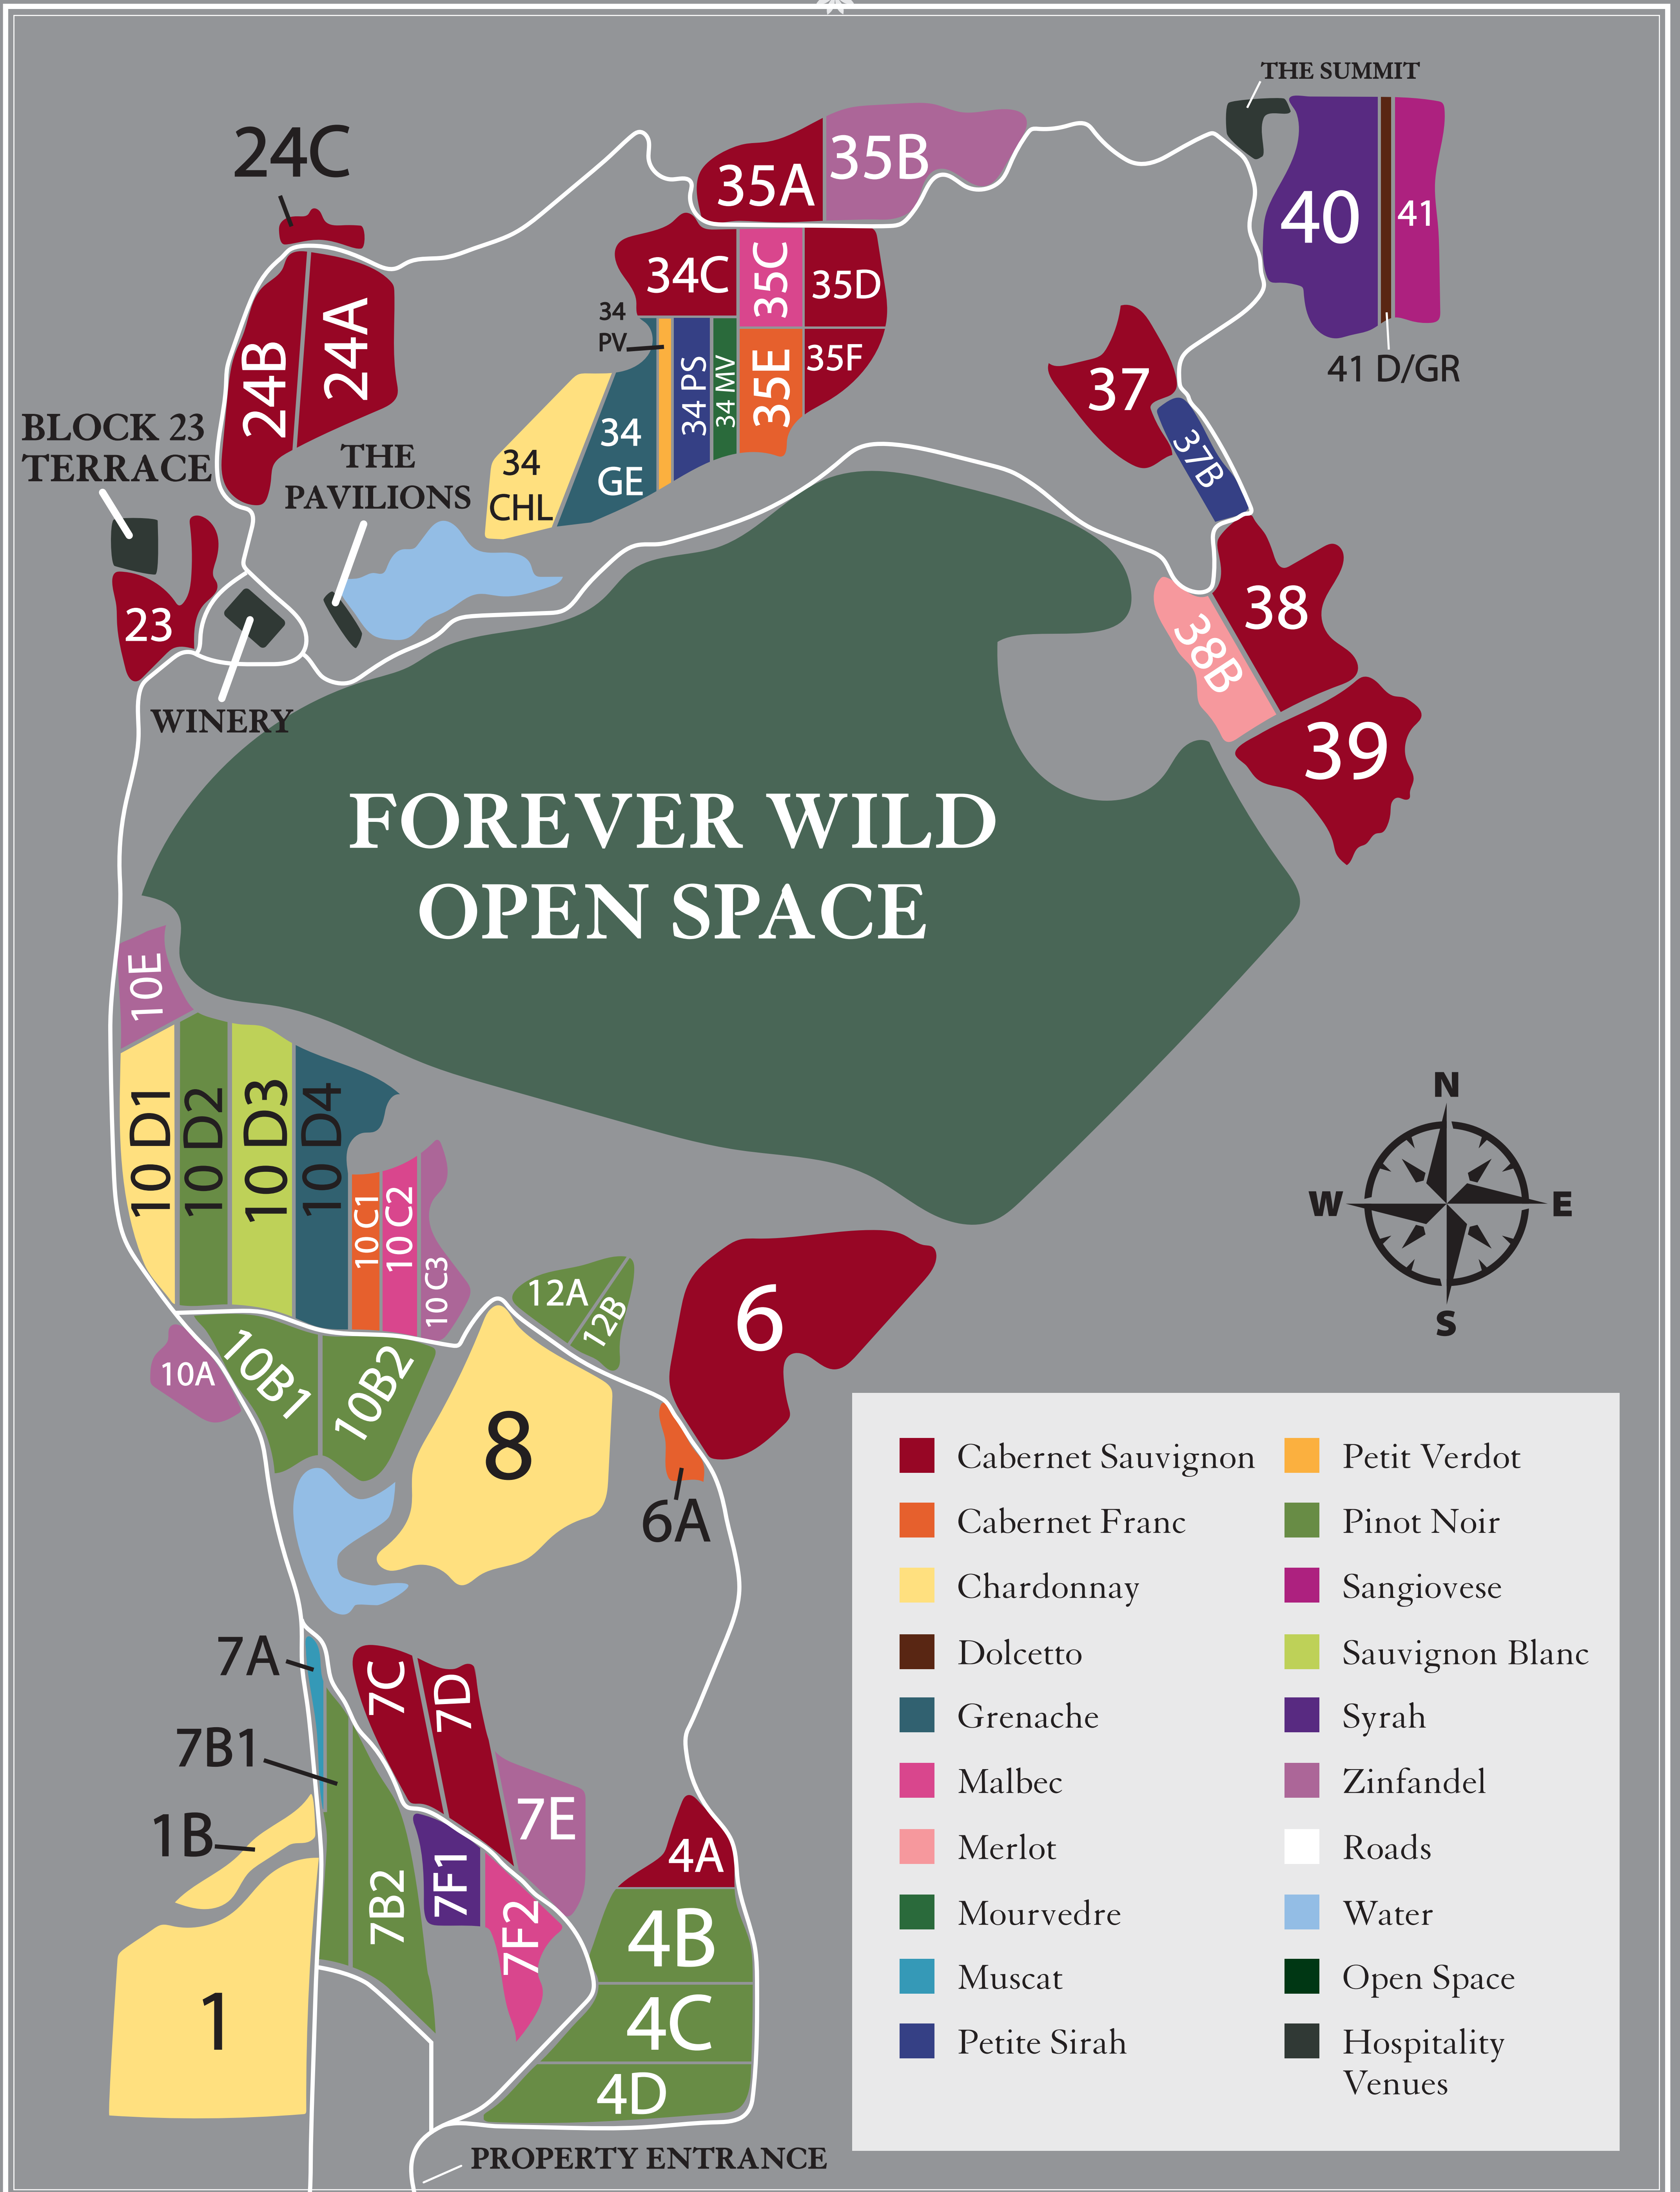 THE SUMMIT
24C
35A
35B
40
41
41 D/GR
34C
35C
35D
34
PV
34 PS
34 MV
35E
35F
24B
24A
37
37B
34
GE
34
CHL
BLOCK 23
TERRACE
THE
PAVILIONS
23
WINERY
38
38B
39
FOREVER WILD
OPEN SPACE
10E
10 D1
10 D2
10 D3
10 D4
10 C1
10 C2
10 C3
N
W
E
S
12A
12B
6
10A
10B1
10B2
8
6A
7A
7C
7D
7B1
1B
7B2
7F1
7E
7F2
4A
4B
4C
4D
1
Cabernet Sauvignon
Cabernet Franc
Chardonnay
Dolcetto
Grenache
Malbec
Merlot
Mourvedre
Muscat
Petite Sirah
Petit Verdot
Pinot Noir
Sangiovese
Sauvignon Blanc
Syrah
Zinfandel
Roads
Water
Open Space
Hospitality
Venues
PROPERTY ENTRANCE